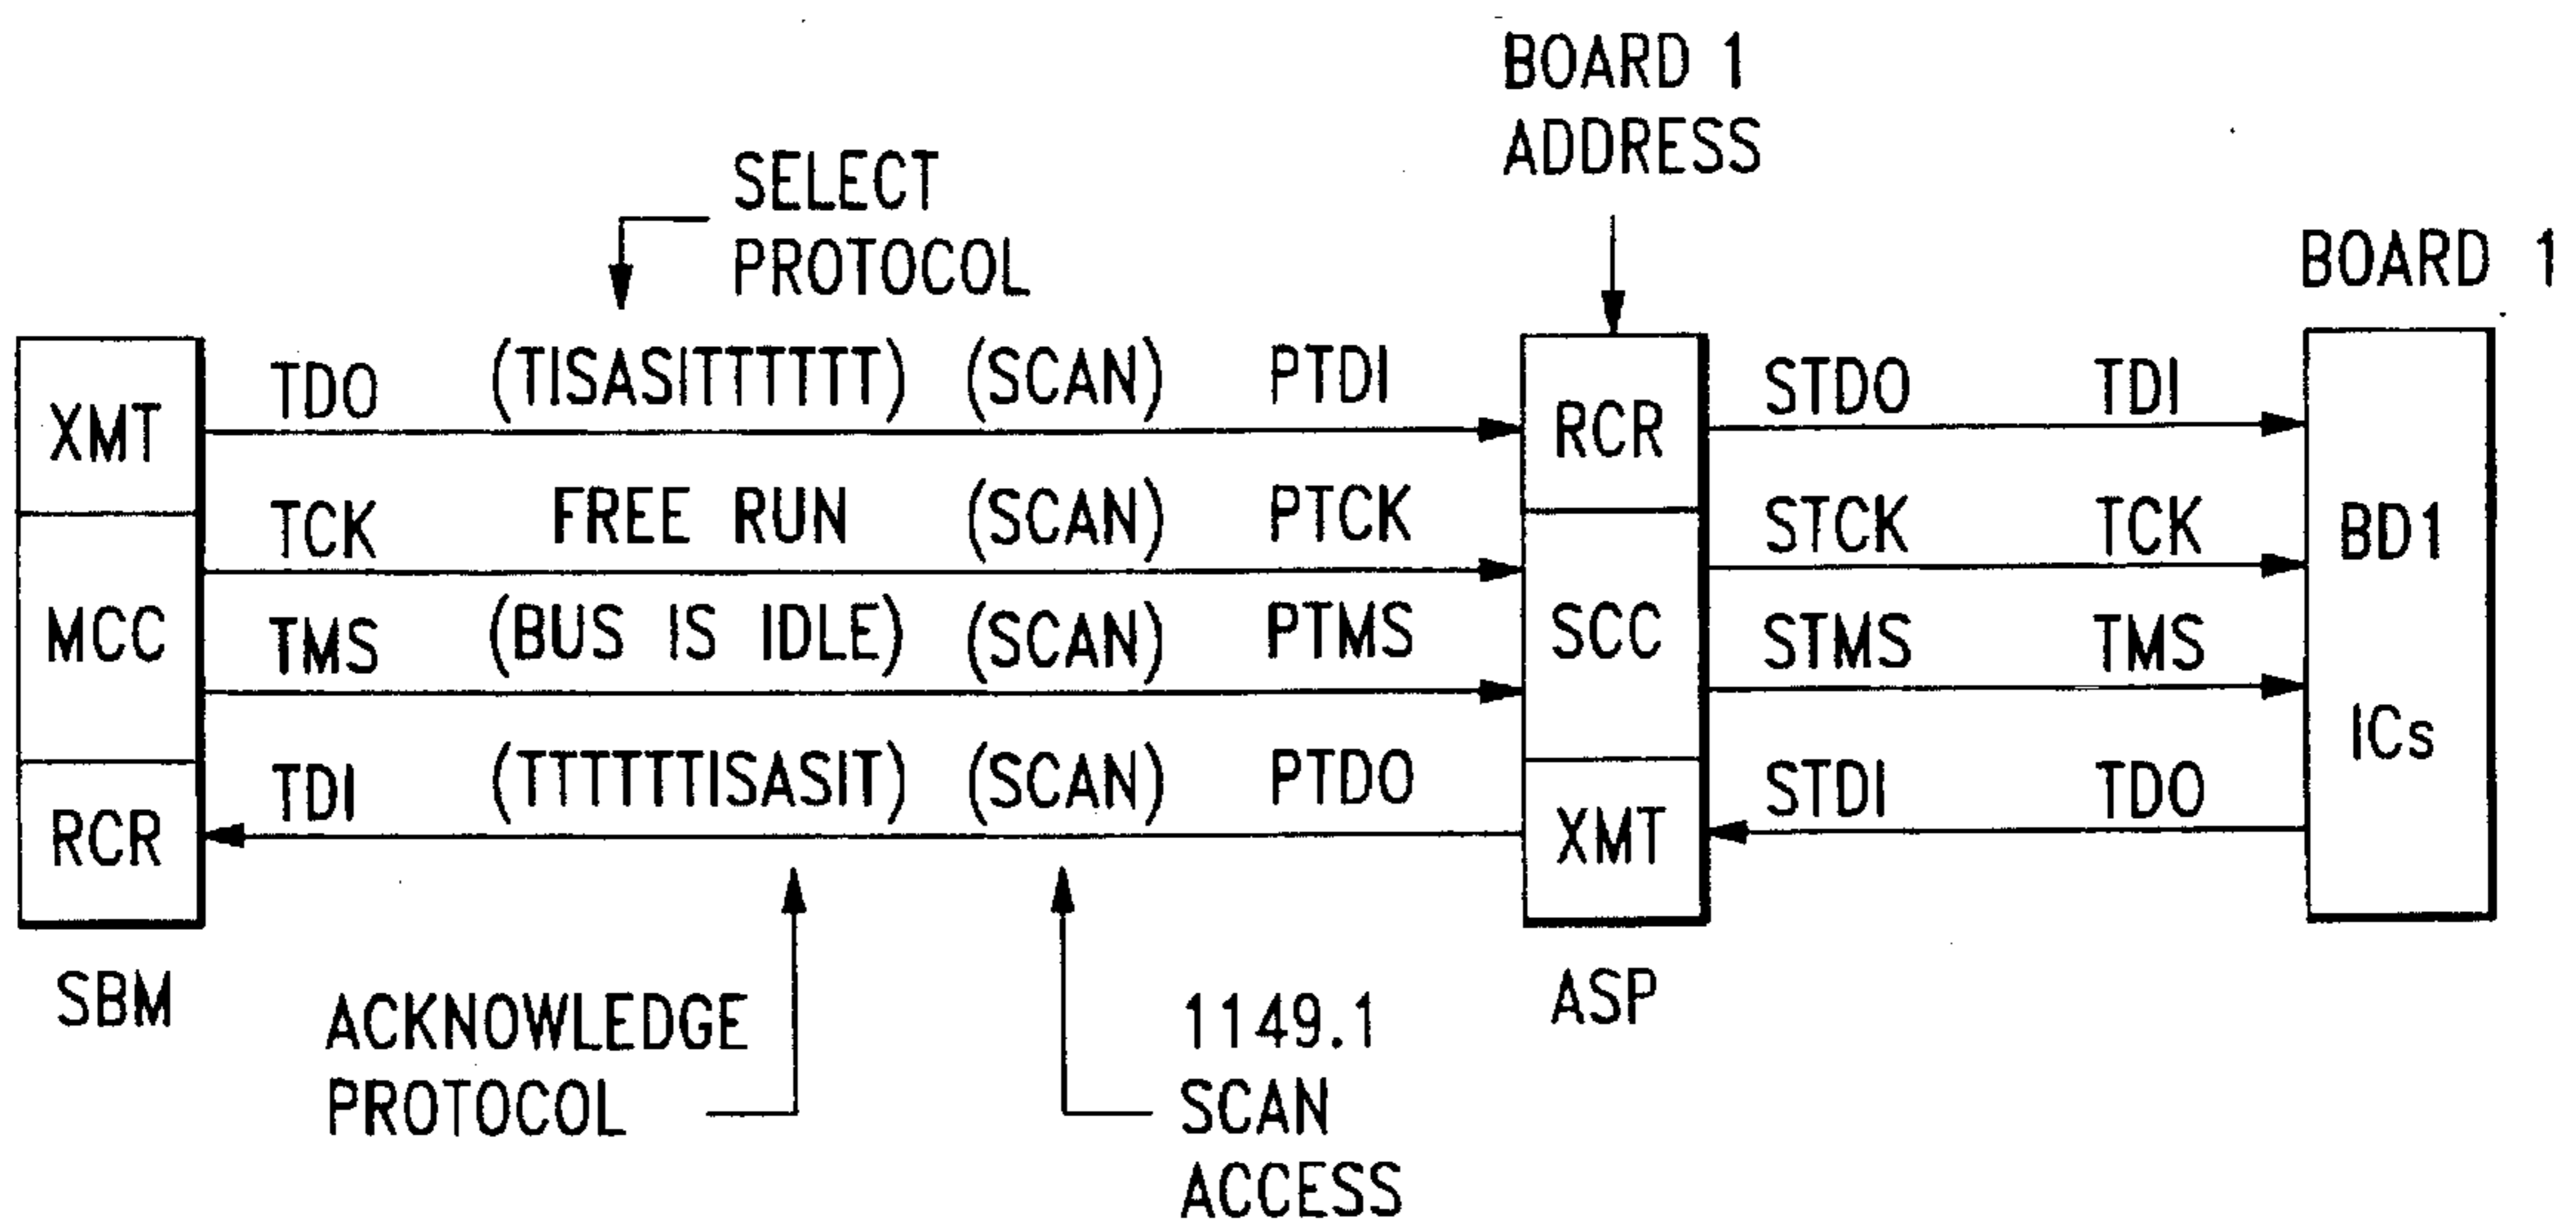 BOARD 1
ADDRESS
SELECT
PROTOCOL
BOARD 1
XMT
TDO (TISASITTTTTT) (SCAN) PTDI
RCR
STDO TDI
TCK FREE RUN (SCAN) PTCK
STCK TCK
BD1
MCC
TMS (BUS IS IDLE) (SCAN) PTMS
SCC
STMS TMS
ICs
RCR
TDI (TTTTTTISASIT) (SCAN) PTDO
XMT
STDI TDO
SBM
ASP
ACKNOWLEDGE
PROTOCOL
1149.1
SCAN
ACCESS